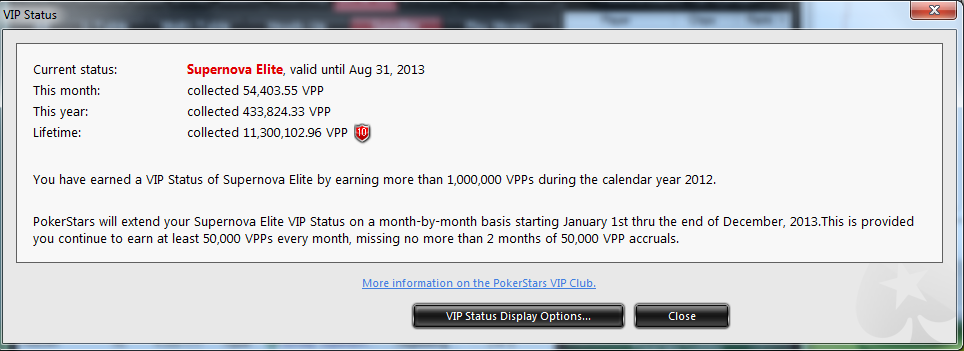 VIP Status
Current status: Supernova Elite, valid until Aug 31, 2013
This month: collected 54,403.55 VPP
This year: collected 433,824.33 VPP
Lifetime: collected 11,300,102.96 VPP 10
You have earned a VIP Status of Supernova Elite by earning more than 1,000,000 VPPs during the calendar year 2012.
PokerStars will extend your Supernova Elite VIP Status on a month-by-month basis starting January 1st thru the end of December, 2013.This is provided
you continue to earn at least 50,000 VPPs every month, missing no more than 2 months of 50,000 VPP accruals.
More information on the PokerStars VIP Club.
VIP Status Display Options... Close